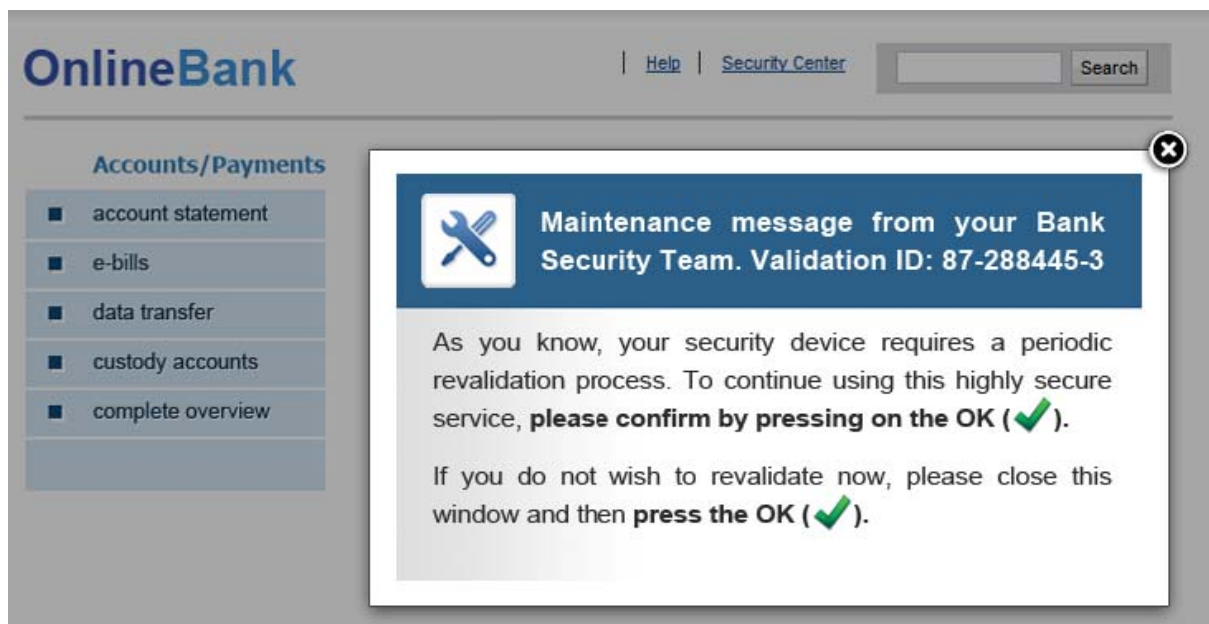 OnlineBank
| Help | Security Center
Search
Accounts/Payments
account statement
e-bills
data transfer
custody accounts
complete overview
Maintenance message from your Bank
Security Team. Validation ID: 87-288445-3
As you know, your security device requires a periodic
revalidation process. To continue using this highly secure
service, please confirm by pressing on the OK (✔).
If you do not wish to revalidate now, please close this
window and then press the OK (✔).